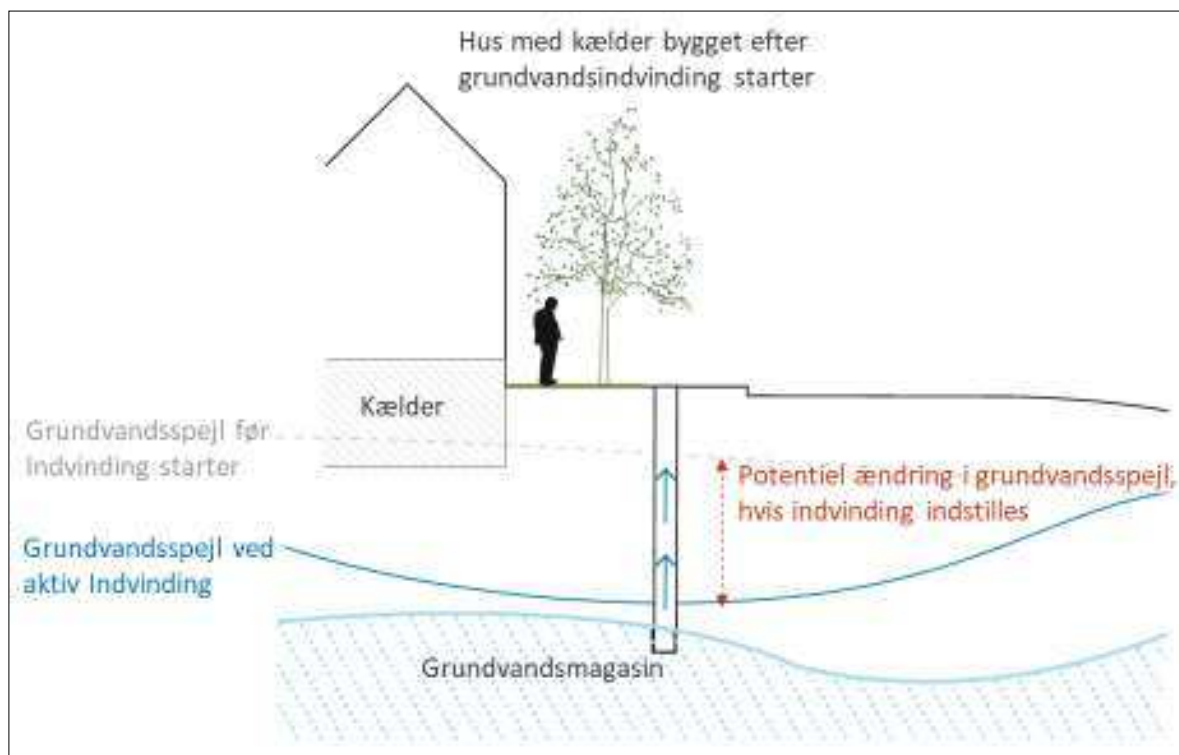 Hus med kælder bygget efter
grundvandsindvinding starter
Kælder
Grundvandsspejl før
Indvinding starter
Potentiel ændring i grundvandsspejl,
hvis indvinding indstilles
Grundvandsspejl ved
aktiv Indvinding
Grundvandsmagasin